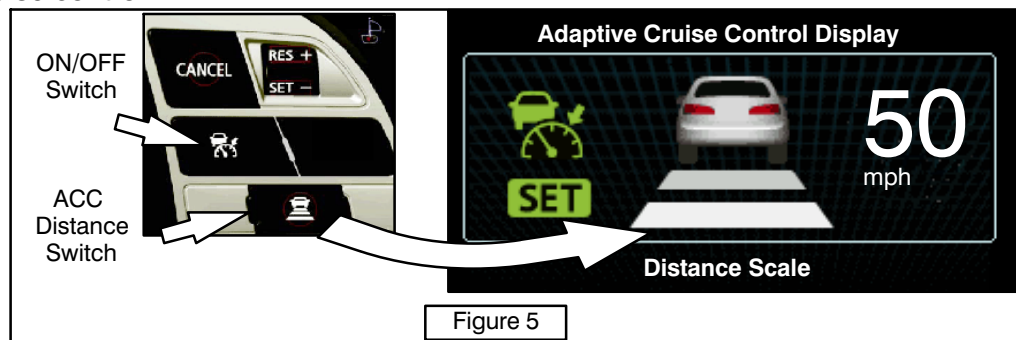 ON/OFF
Switch
CANCEL
RES +
SET −
ACC
Distance
Switch
Adaptive Cruise Control Display
SET
50
mph
Distance Scale
Figure 5